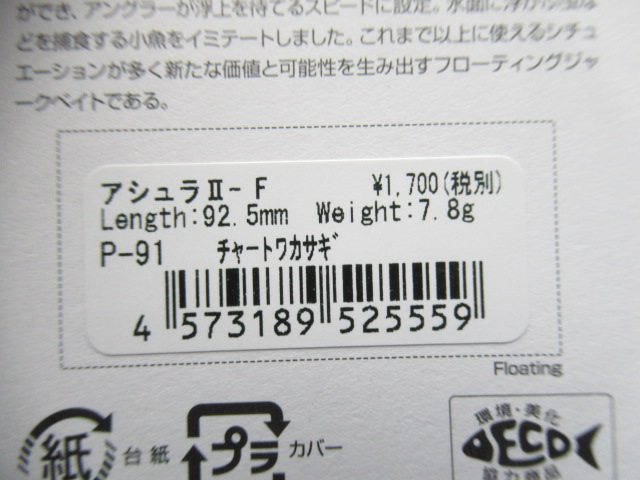 ができ、アングラーが浮上を待てるスピードに設定。水面に浮か
どを捕食する小魚をイミテートしました。これまで以上に使えるシチュ
エーションが多く新たな価値と可能性を生み出すフローティングジャ
ークベイトである。
アシュラⅡ-F ¥1,700(税別)
Length:92.5mm Weight:7.8g
P-91 チャートワカサギ
4 573189 525559
Floating
紙 台紙 プラ カバー
環境・美化
ECO
協力商品